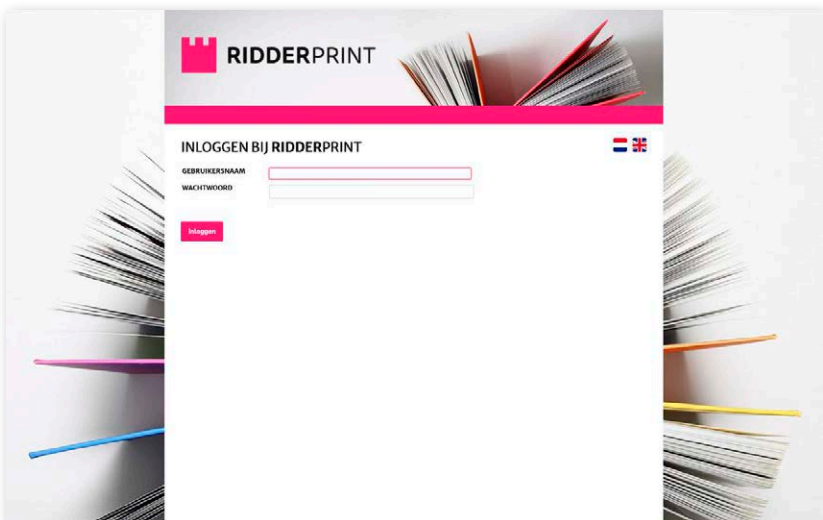 RIDDERPRINT
INLOGGEN BIJ RIDDERPRINT
GEBRUIKERSNAAM
WACHTWOORD
Inloggen